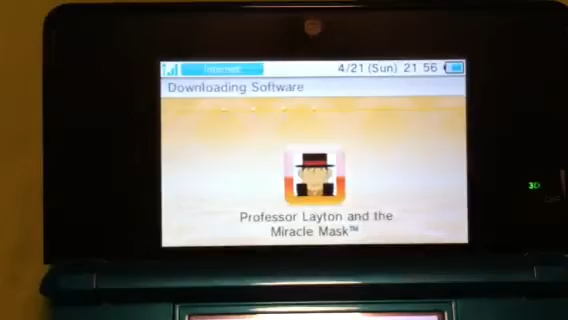 Internet
4/21 (Sun) 21 56
Downloading Software
Professor Layton and the
Miracle Mask™
3D